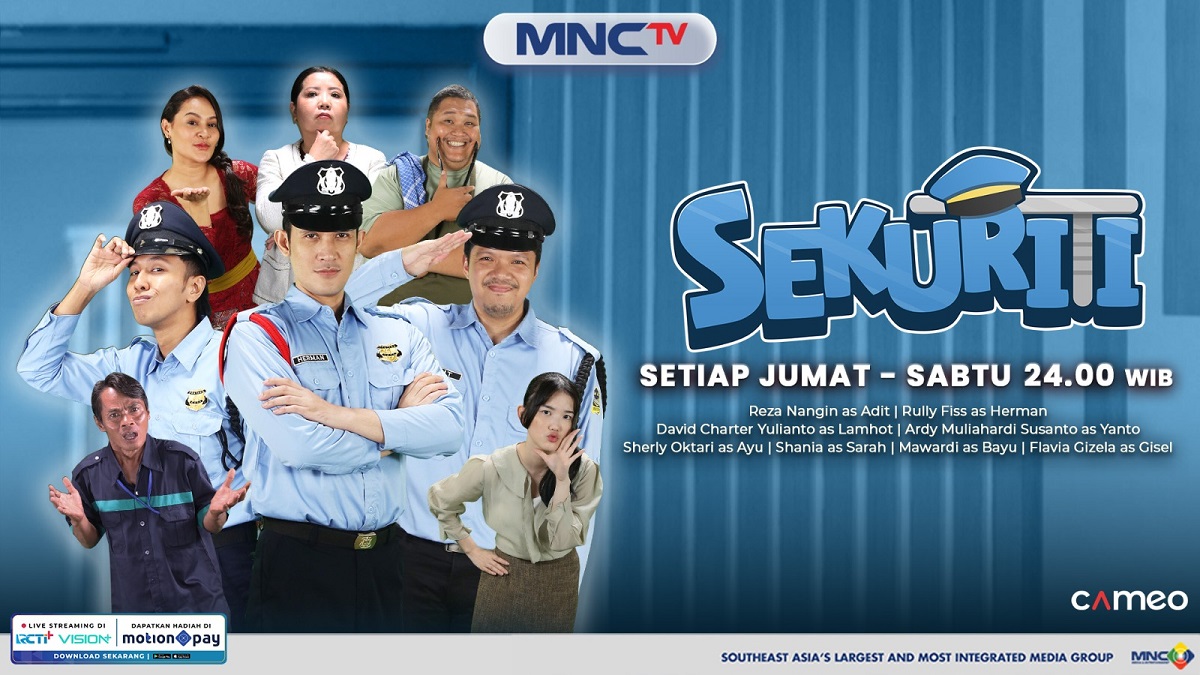 MNCTV
SEKURITI
SETIAP JUMAT – SABTU 24.00 WIB
Reza Nangin as Adit | Rully Fiss as Herman
David Charter Yulianto as Lamhot | Ardy Muliahardi Susanto as Yanto
Sherly Oktari as Ayu | Shania as Sarah | Mawardi as Bayu | Flavia Gizela as Gisel
HERMAN
CAMEO
LIVE STREAMING DI
RCTI+ VISION+
DAPATKAN HADIAH DI
motion pay
DOWNLOAD SEKARANG
SOUTHEAST ASIA'S LARGEST AND MOST INTEGRATED MEDIA GROUP
MNC